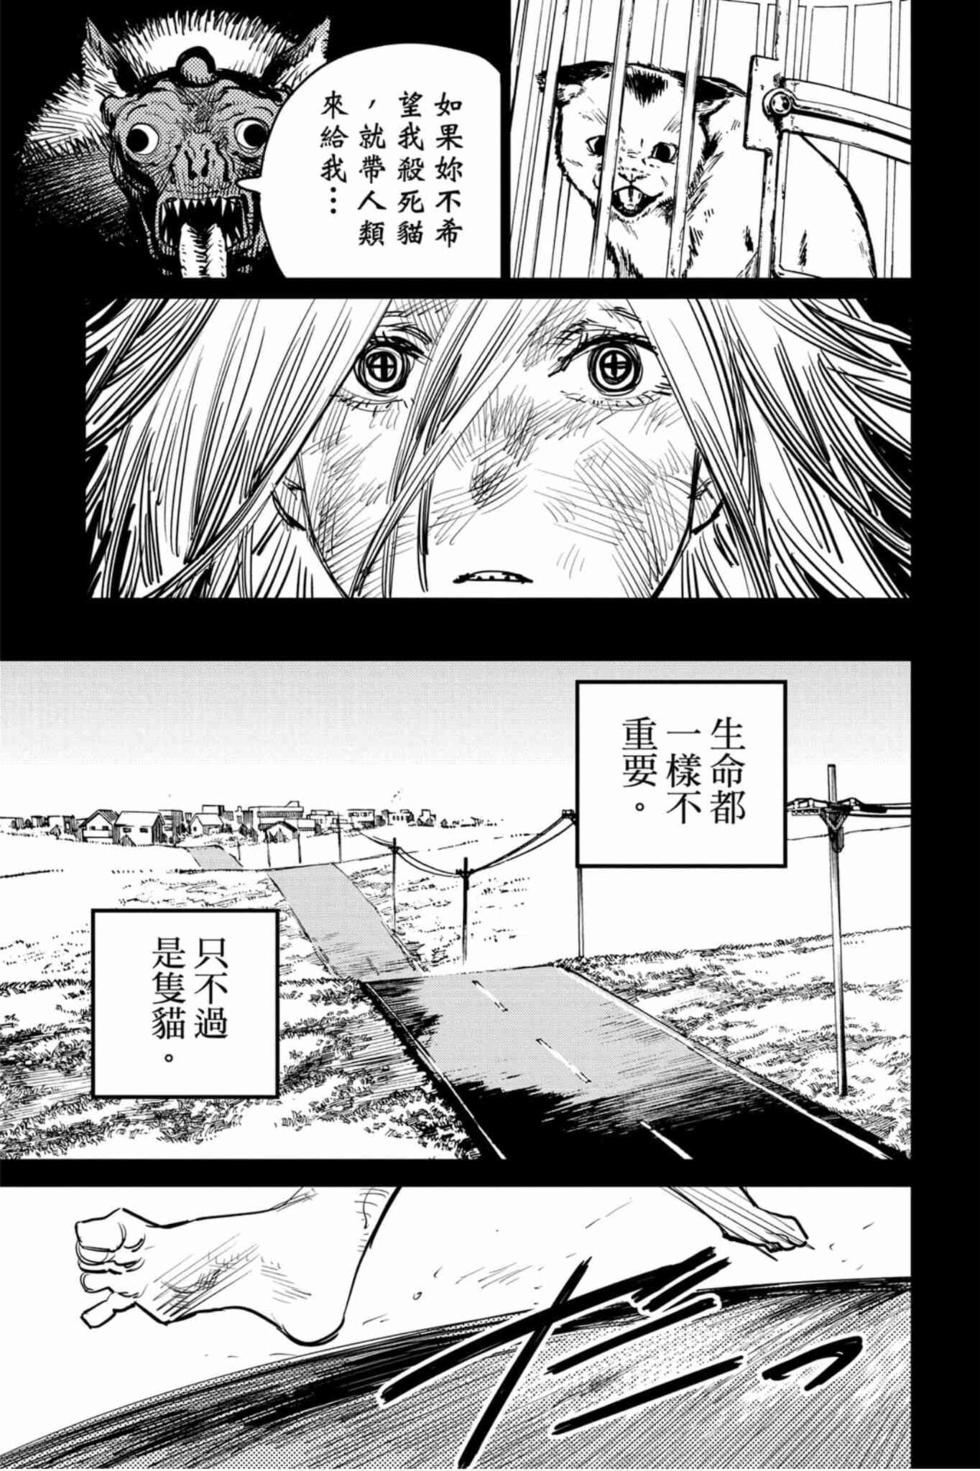 如果妳不希
望我殺死貓
，就帶人類
來給我…
生命都
一樣不
重要。
只不過
是隻貓。